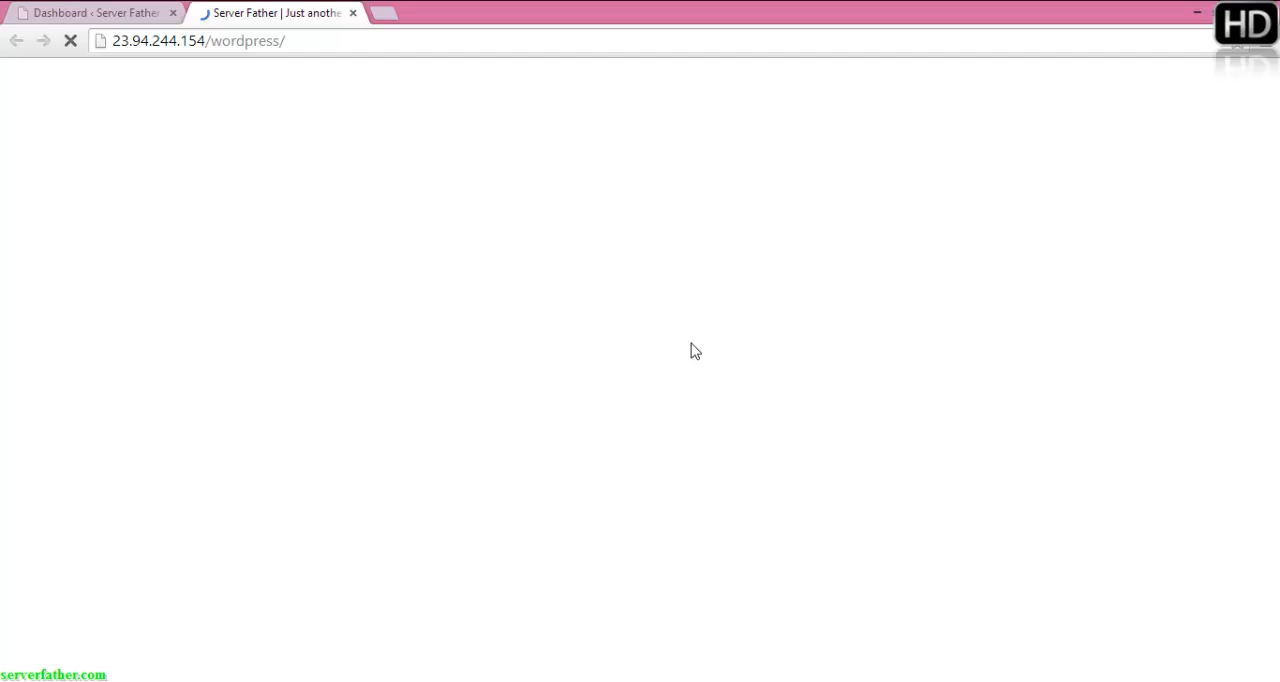 Dashboard ‹ Server Father
Server Father | Just anothe
23.94.244.154/wordpress/
HD
serverfather.com